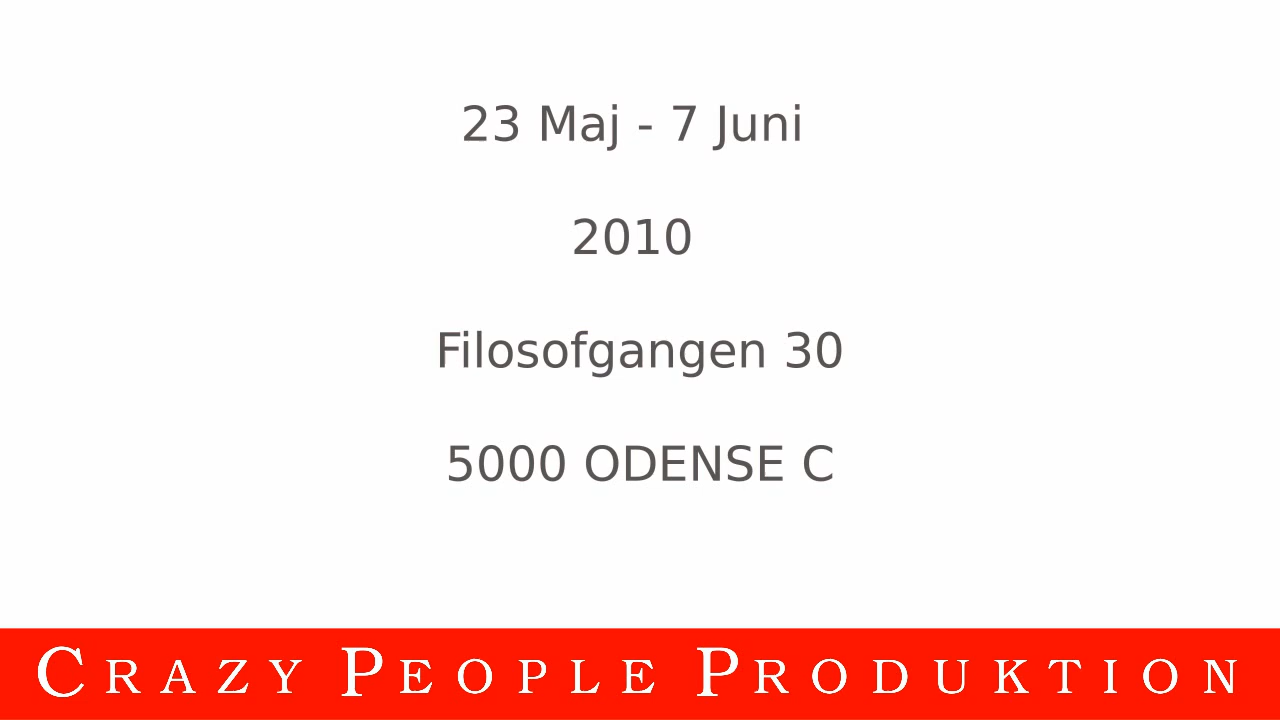 23 Maj - 7 Juni
2010
Filosofgangen 30
5000 ODENSE C
CRAZY PEOPLE PRODUKTION